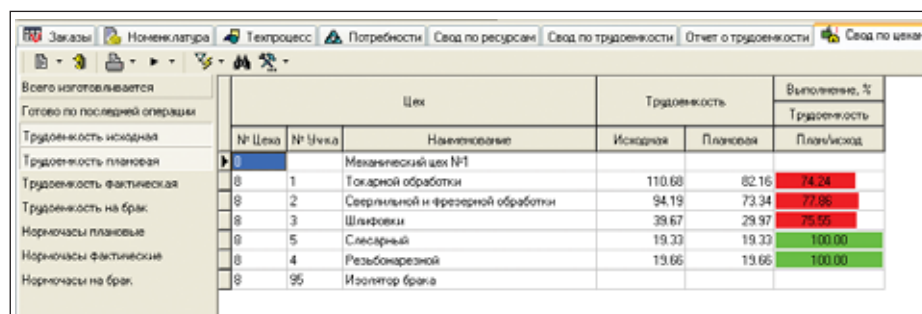 Заказы Номенклатура Техпроцесс Потребности Свод по ресурсам Свод по трудоемкости Отчет о трудоемкости Свод по цехам
Всего изготовливается
Готово по последней операции
Трудоемкость исходная
Трудоемкость плановая
Трудоемкость фактическая
Трудоемкость на брак
Нормочасы плановые
Нормочасы фактические
Нормочасы на брак
Цех Трудоемкость Выполнение, %
Трудоемкость
№ Цеха № Уч-ка Наименование Исходная Плановая План/исход
8 Механический цех №1
8 1 Токарной обработки 110.68 82.16 74.24
8 2 Сверлильной и фрезерной обработки 94.19 73.34 77.86
8 3 Шлифовки 39.67 29.97 75.55
8 5 Слесарный 19.33 19.33 100.00
8 4 Резьбонарезной 19.66 19.66 100.00
8 95 Изолятор брака